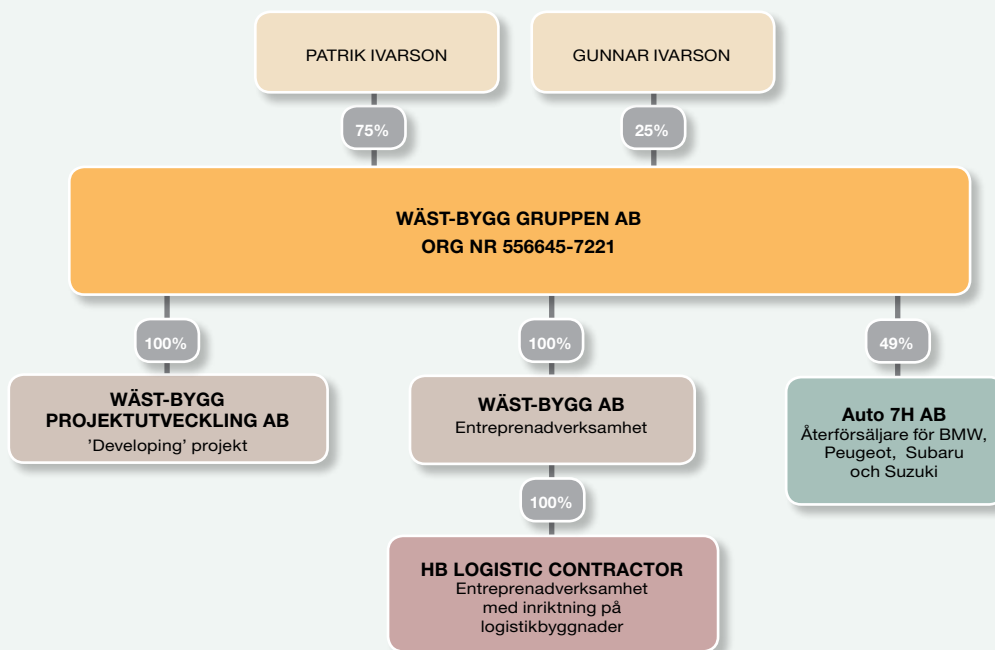 PATRIK IVARSON
GUNNAR IVARSON
75%
25%
WÄST-BYGG GRUPPEN AB
ORG NR 556645-7221
100%
100%
49%
WÄST-BYGG
PROJEKTUTVECKLING AB
’Developing’ projekt
WÄST-BYGG AB
Entreprenadverksamhet
Auto 7H AB
Återförsäljare för BMW,
Peugeot, Subaru
och Suzuki
100%
HB LOGISTIC CONTRACTOR
Entreprenadverksamhet
med inriktning på
logistikbyggnader